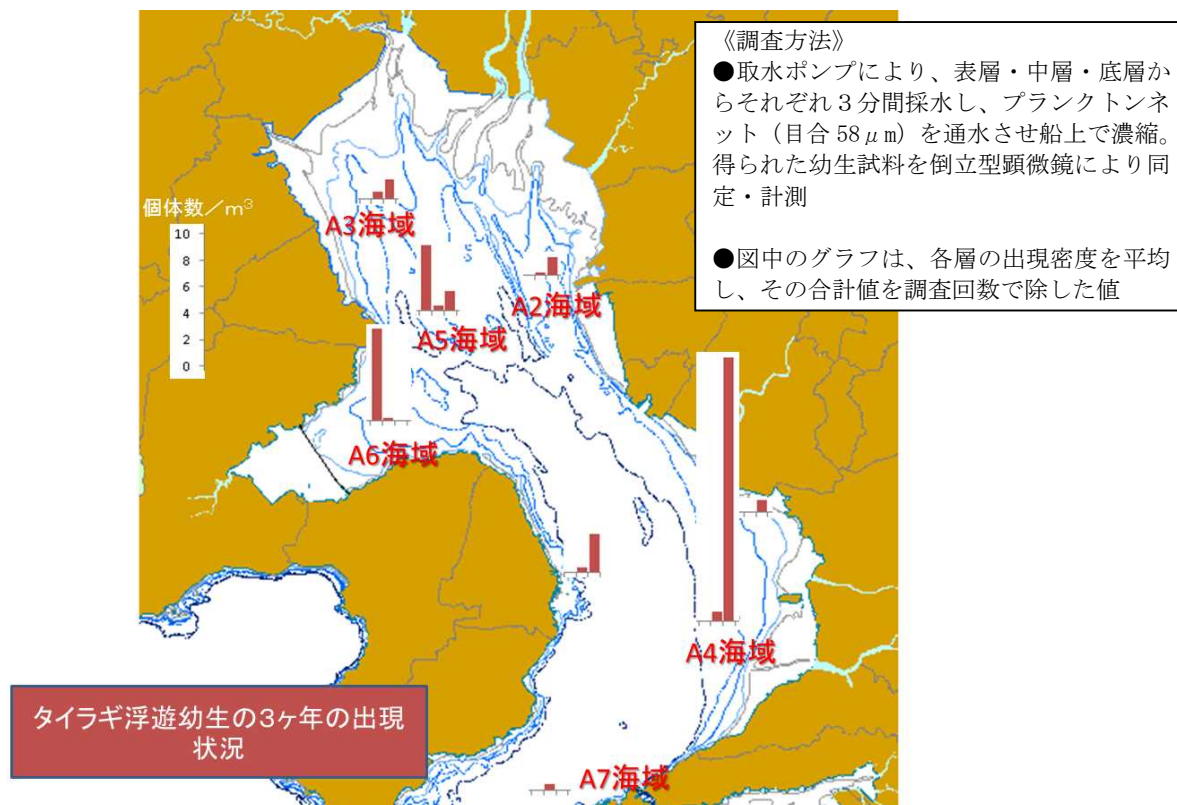 《調査方法》
●取水ポンプにより、表層・中層・底層か
らそれぞれ3分間採水し、プランクトンネ
ット（目合 58μm）を通水させ船上で濃縮。
得られた幼生試料を倒立型顕微鏡により同
定・計測
●図中のグラフは、各層の出現密度を平均
し、その合計値を調査回数で除した値
個体数／m³
10
8
6
4
2
0
A3海域
A2海域
A5海域
A6海域
A4海域
A7海域
タイラギ浮遊幼生の3ヶ年の出現
状況